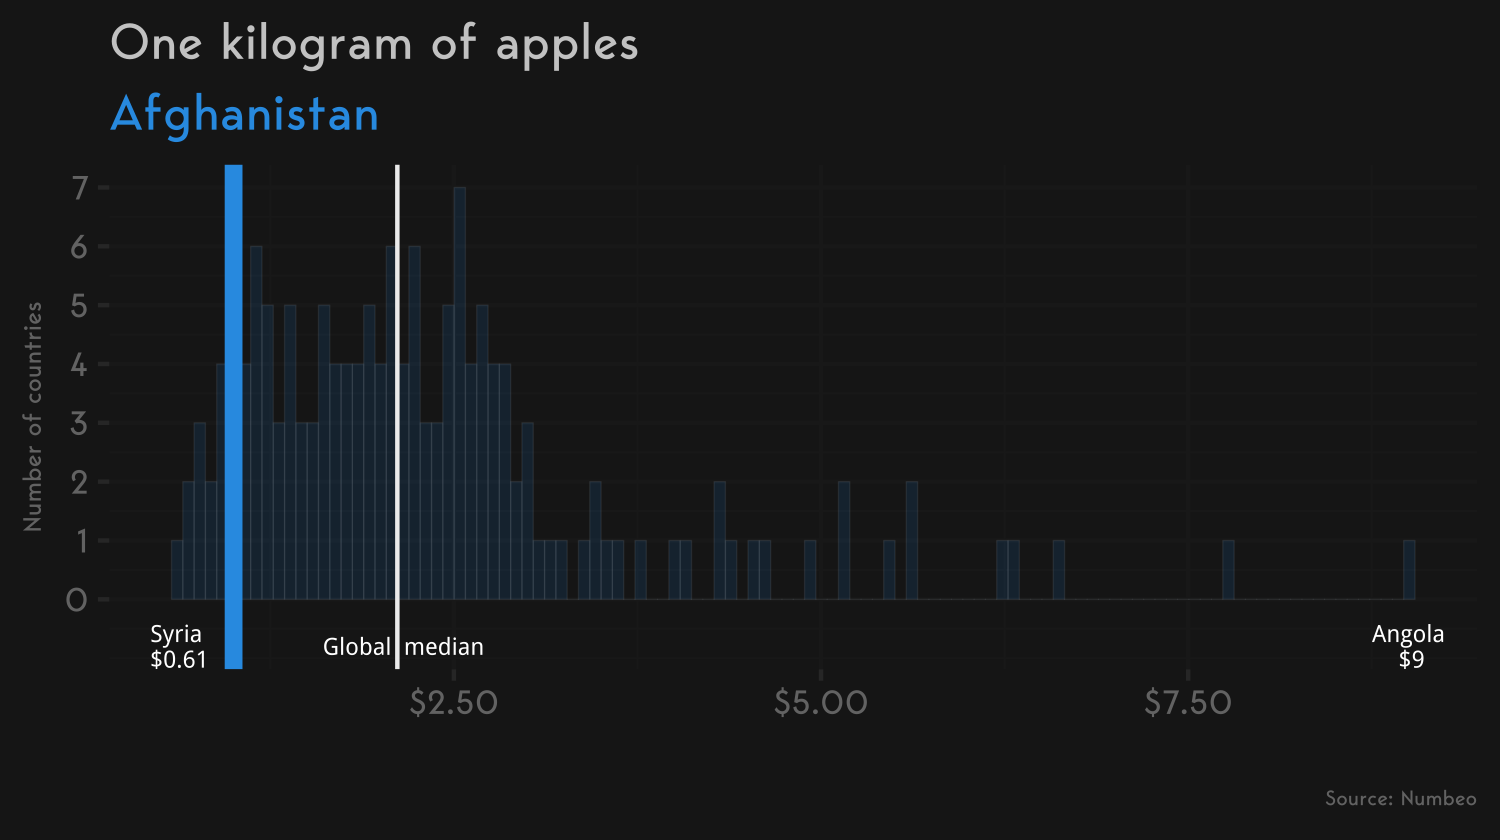 One kilogram of apples
Afghanistan
Number of countries
7
6
5
4
3
2
1
0
Syria
$0.61
Global median
Angola
$9
$2.50 $5.00 $7.50
Source: Numbeo